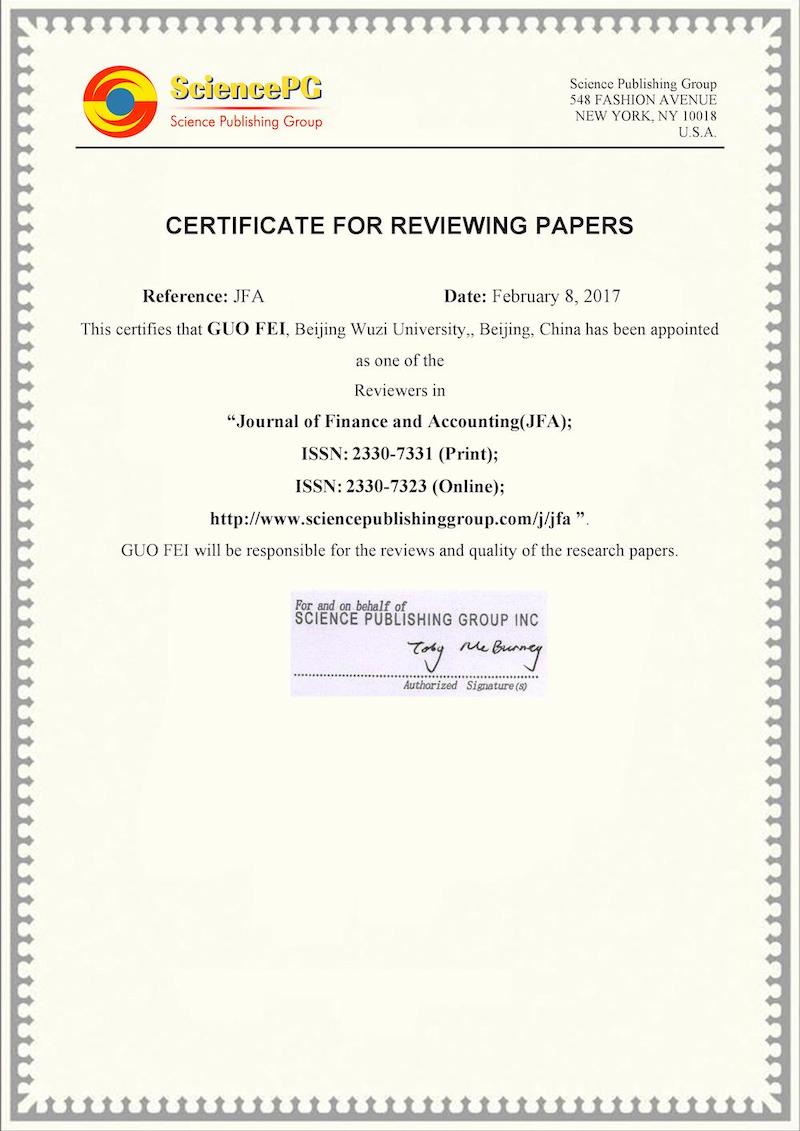 SciencePG
Science Publishing Group
Science Publishing Group
548 FASHION AVENUE
NEW YORK, NY 10018
U.S.A.
CERTIFICATE FOR REVIEWING PAPERS
Reference: JFA Date: February 8, 2017
This certifies that GUO FEI, Beijing Wuzi University,, Beijing, China has been appointed
as one of the
Reviewers in
“Journal of Finance and Accounting(JFA);
ISSN: 2330-7331 (Print);
ISSN: 2330-7323 (Online);
http://www.sciencepublishinggroup.com/j/jfa ”.
GUO FEI will be responsible for the reviews and quality of the research papers.
For and on behalf of
SCIENCE PUBLISHING GROUP INC
Toby McBurney
Authorized Signature(s)